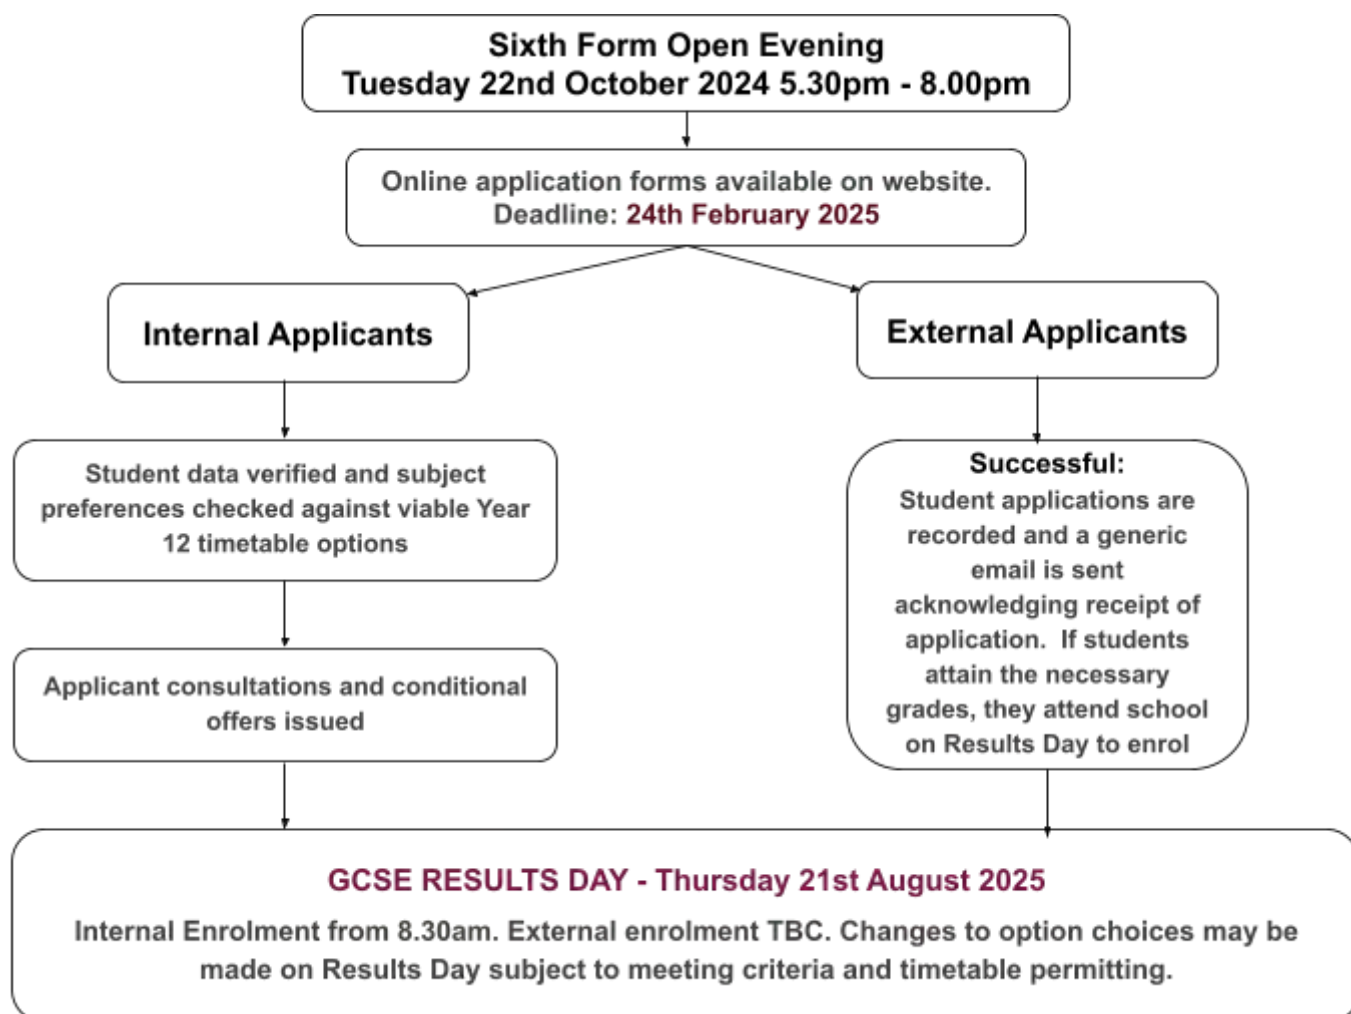 Sixth Form Open Evening
Tuesday 22nd October 2024 5.30pm - 8.00pm
Online application forms available on website.
Deadline: 24th February 2025
Internal Applicants
External Applicants
Student data verified and subject
preferences checked against viable Year
12 timetable options
Applicant consultations and conditional
offers issued
Successful:
Student applications are
recorded and a generic
email is sent
acknowledging receipt of
application.  If students
attain the necessary
grades, they attend school
on Results Day to enrol
GCSE RESULTS DAY - Thursday 21st August 2025
Internal Enrolment from 8.30am. External enrolment TBC. Changes to option choices may be
made on Results Day subject to meeting criteria and timetable permitting.